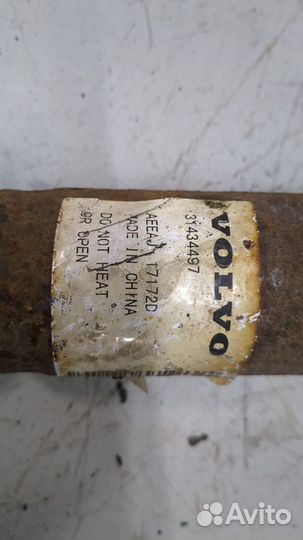 VOLVO
31434497
AEEAJ 17172D
MADE IN CHINA
DO NOT HEAT
OR OPEN
Avito